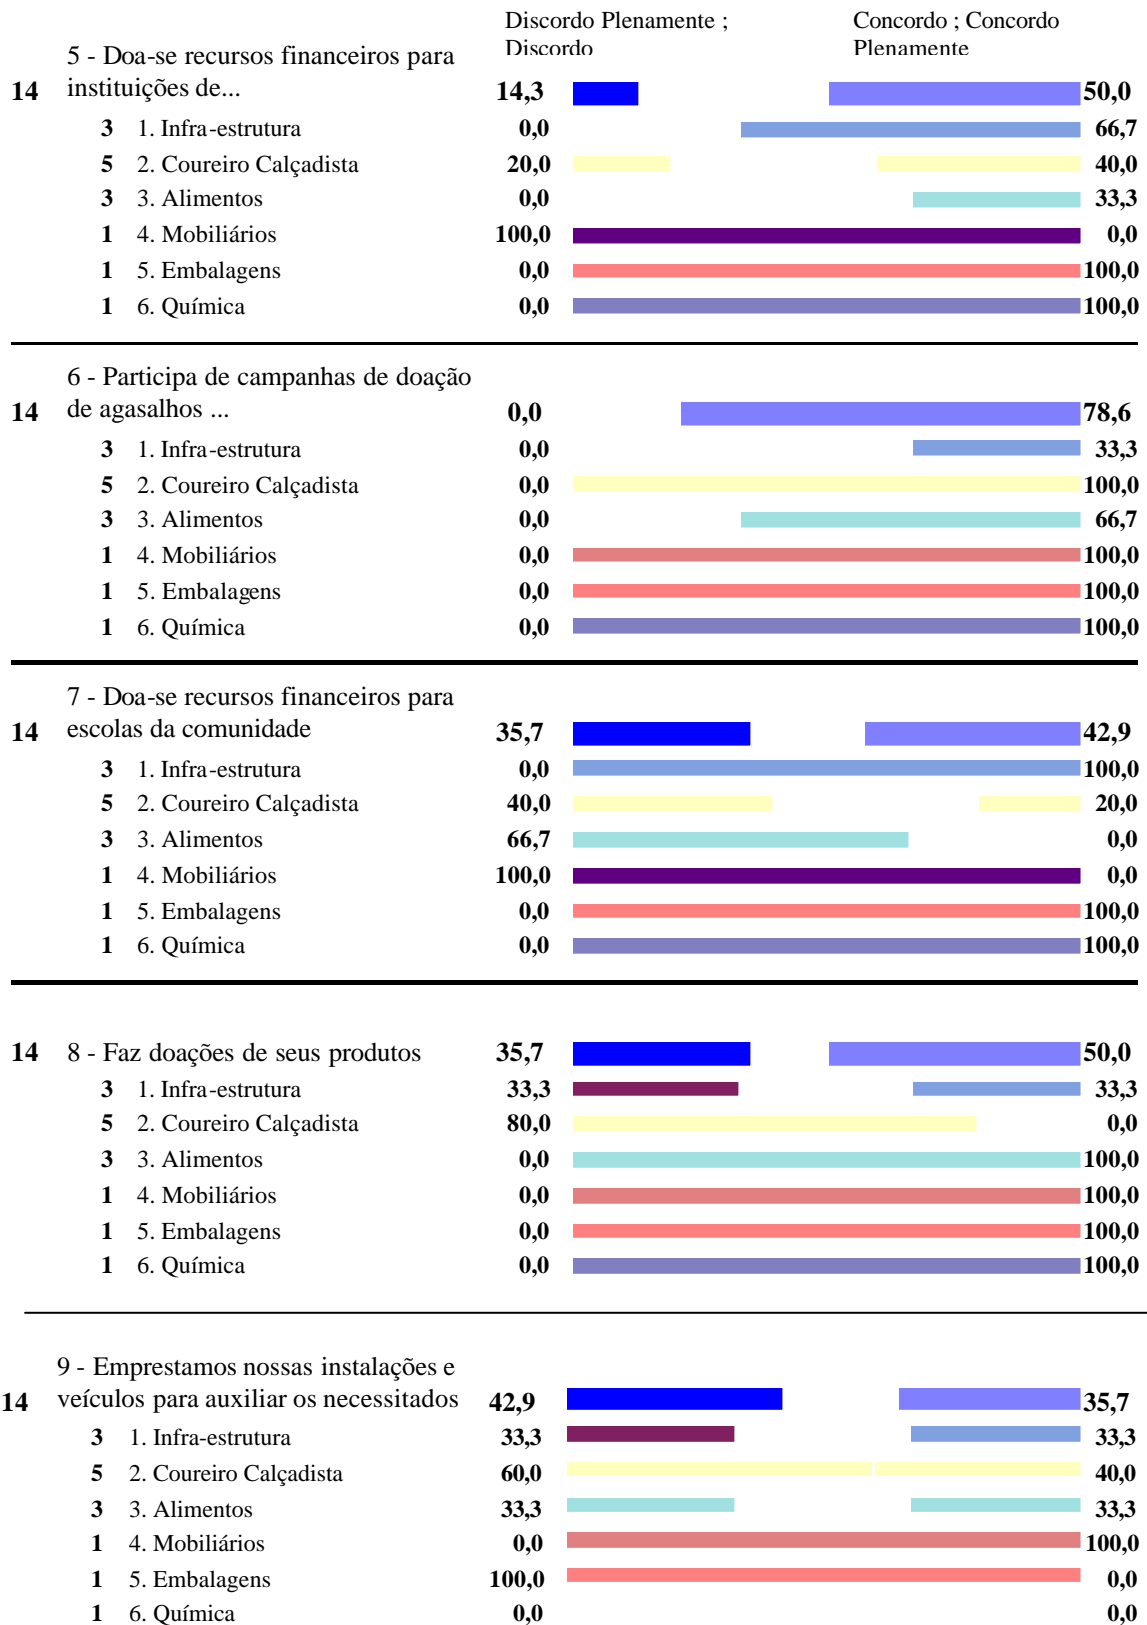 Discordo Plenamente ; Concordo ; Concordo
Discordo Plenamente
5 - Doa-se recursos financeiros para
14 instituições de... 14,3 50,0
3 1. Infra-estrutura 0,0 66,7
5 2. Coureiro Calçadista 20,0 40,0
3 3. Alimentos 0,0 33,3
1 4. Mobiliários 100,0 0,0
1 5. Embalagens 0,0 100,0
1 6. Química 0,0 100,0
6 - Participa de campanhas de doação
14 de agasalhos ... 0,0 78,6
3 1. Infra-estrutura 0,0 33,3
5 2. Coureiro Calçadista 0,0 100,0
3 3. Alimentos 0,0 66,7
1 4. Mobiliários 0,0 100,0
1 5. Embalagens 0,0 100,0
1 6. Química 0,0 100,0
7 - Doa-se recursos financeiros para
14 escolas da comunidade 35,7 42,9
3 1. Infra-estrutura 0,0 100,0
5 2. Coureiro Calçadista 40,0 20,0
3 3. Alimentos 66,7 0,0
1 4. Mobiliários 100,0 0,0
1 5. Embalagens 0,0 100,0
1 6. Química 0,0 100,0
14 8 - Faz doações de seus produtos 35,7 50,0
3 1. Infra-estrutura 33,3 33,3
5 2. Coureiro Calçadista 80,0 0,0
3 3. Alimentos 0,0 100,0
1 4. Mobiliários 0,0 100,0
1 5. Embalagens 0,0 100,0
1 6. Química 0,0 100,0
9 - Emprestamos nossas instalações e
14 veículos para auxiliar os necessitados 42,9 35,7
3 1. Infra-estrutura 33,3 33,3
5 2. Coureiro Calçadista 60,0 40,0
3 3. Alimentos 33,3 33,3
1 4. Mobiliários 0,0 100,0
1 5. Embalagens 100,0 0,0
1 6. Química 0,0 0,0